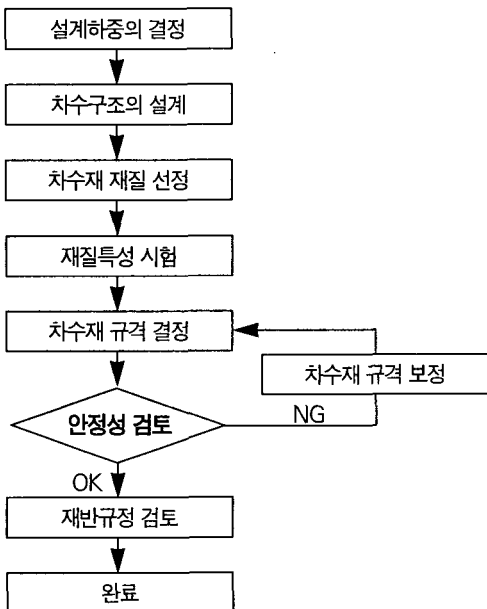 설계하중의 결정
차수구조의 설계
차수재 재질 선정
재질특성 시험
차수재 규격 결정
차수재 규격 보정
안정성 검토
NG
OK
재반규정 검토
완료